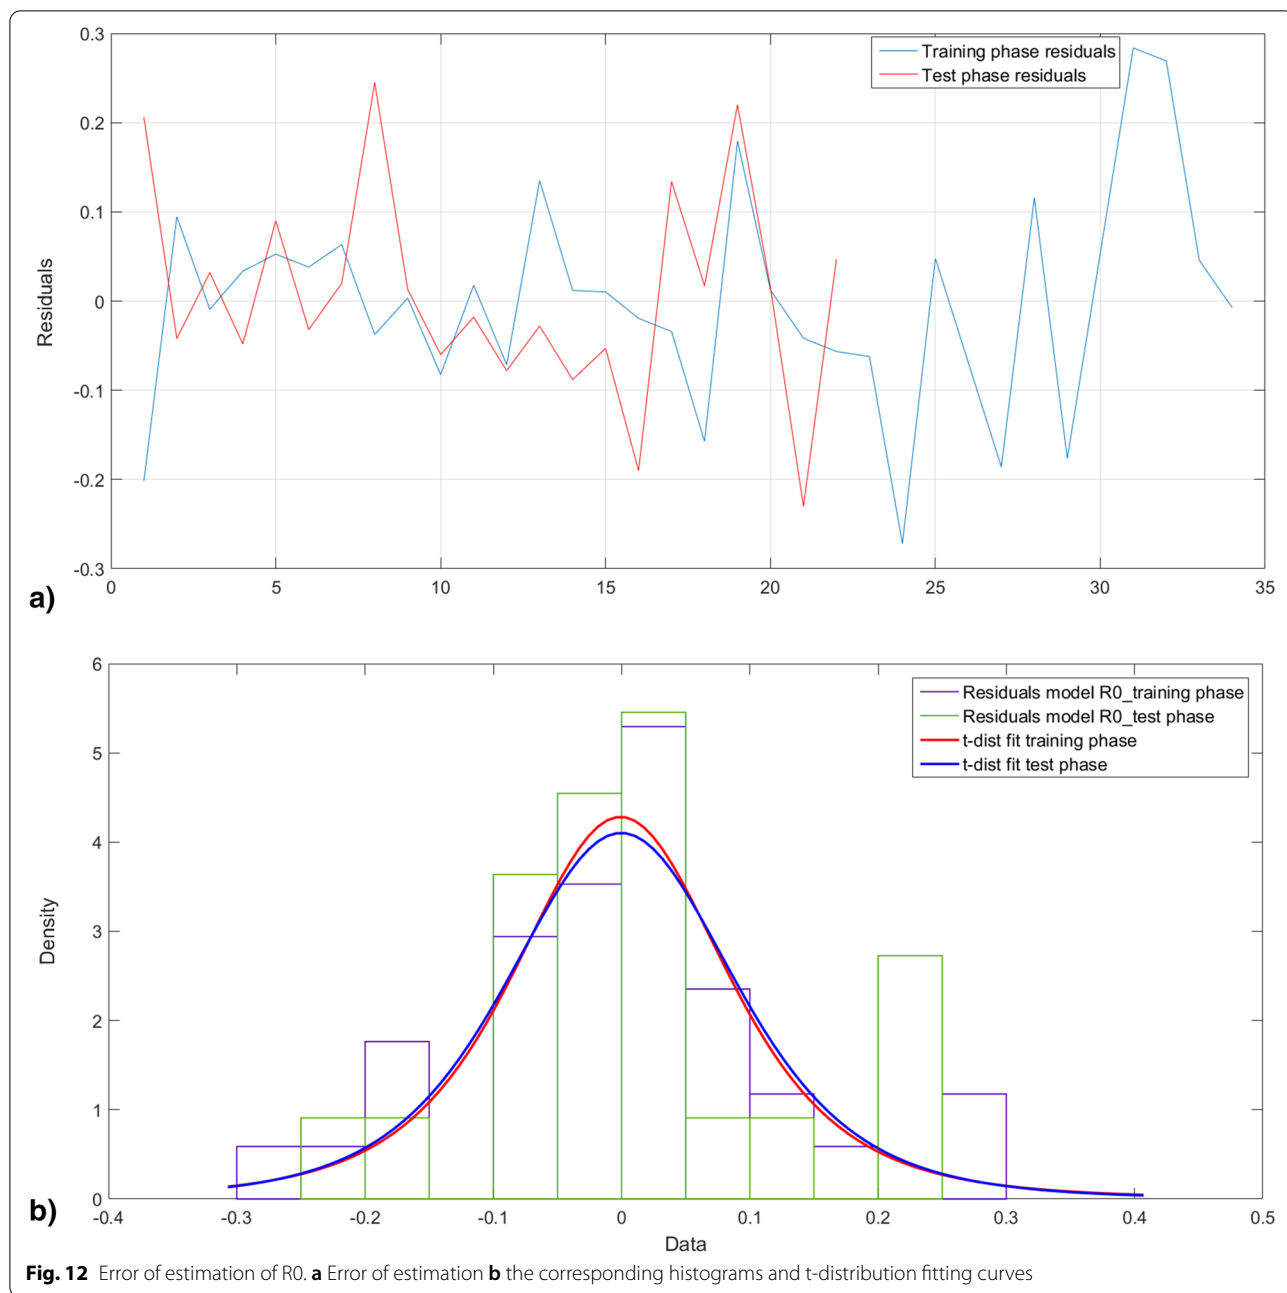 0.3
0.2
0.1
0
-0.1
-0.2
-0.3
Residuals
Training phase residuals
Test phase residuals
0 5 10 15 20 25 30 35
a)
6
5
4
3
2
1
0
Density
Residuals model R0_training phase
Residuals model R0_test phase
t-dist fit training phase
t-dist fit test phase
-0.4 -0.3 -0.2 -0.1 0 0.1 0.2 0.3 0.4 0.5
Data
b)
Fig. 12 Error of estimation of R0. a Error of estimation b the corresponding histograms and t-distribution fitting curves